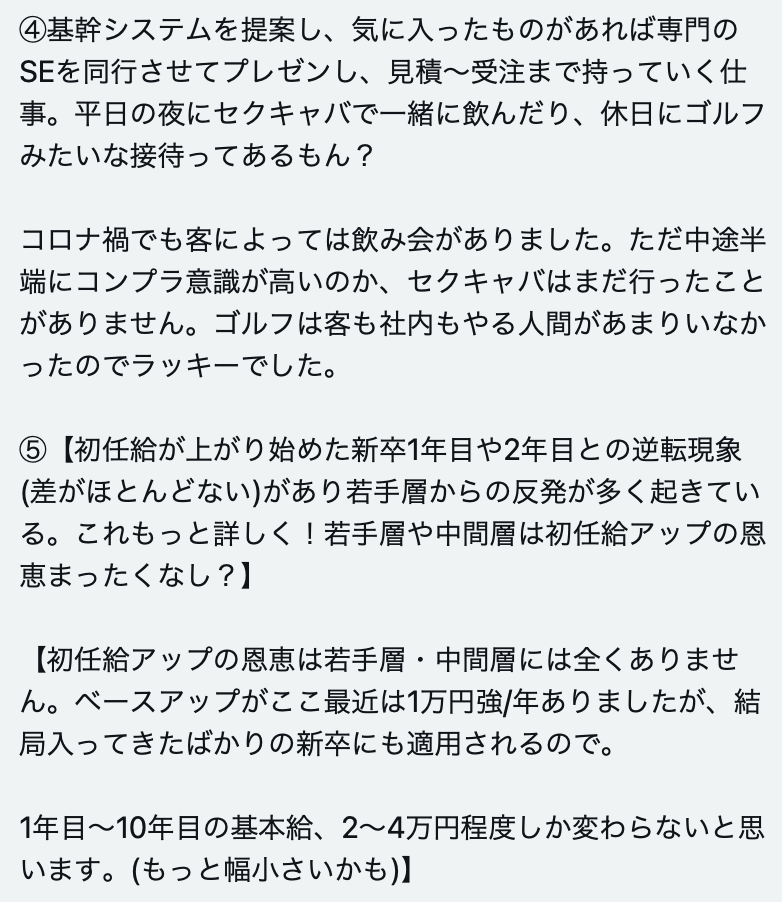 ④基幹システムを提案し、気に入ったものがあれば専門の
SEを同行させてプレゼンし、見積〜受注まで持っていく仕
事。平日の夜にセクキャバで一緒に飲んだり、休日にゴルフ
みたいな接待ってあるもん？
コロナ禍でも客によっては飲み会がありました。ただ中途半
端にコンプラ意識が高いのか、セクキャバはまだ行ったこと
がありません。ゴルフは客も社内もやる人間があまりいなか
ったのでラッキーでした。
⑤【初任給が上がり始めた新卒1年目や2年目との逆転現象
(差がほとんどない)があり若手層からの反発が多く起きてい
る。これもっと詳しく！若手層や中間層は初任給アップの恩
恵まったくなし？】
【初任給アップの恩恵は若手層・中間層には全くありませ
ん。ベースアップがここ最近は1万円強/年ありましたが、結
局入ってきたばかりの新卒にも適用されるので。
1年目〜10年目の基本給、2〜4万円程度しか変わらないと思
います。(もっと幅小さいかも)】